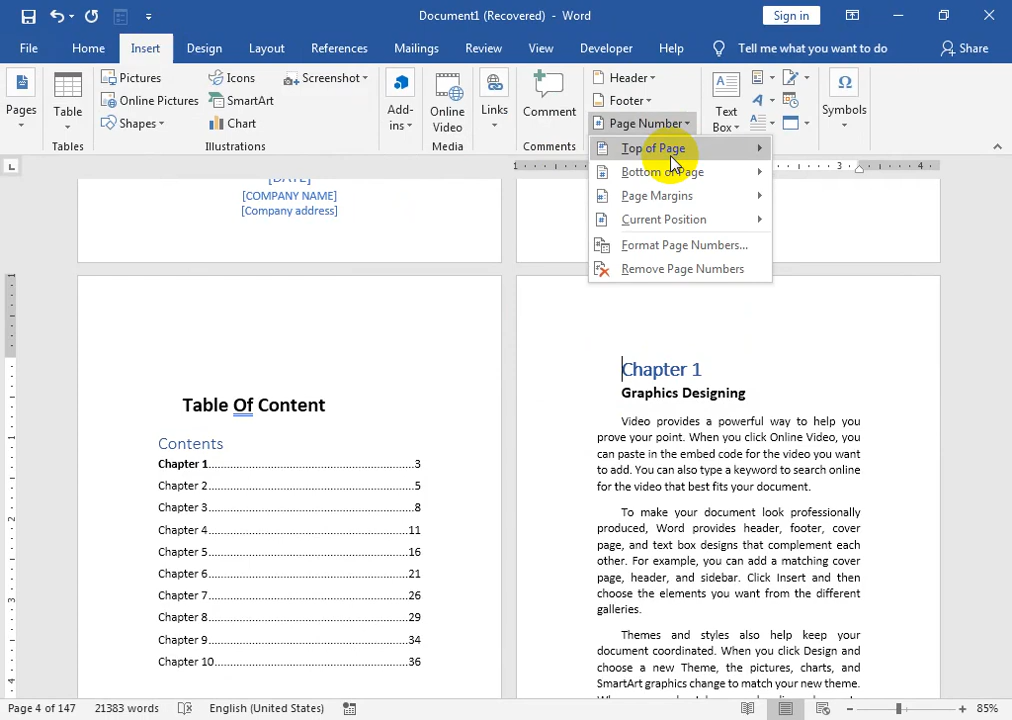 Document1 (Recovered) - Word
Sign in
File Home Insert Design Layout References Mailings Review View Developer Help Tell me what you want to do Share
Pages
Table
Tables
Pictures
Online Pictures
Shapes
Icons
SmartArt
Chart
Screenshot
Illustrations
Add-
ins
Online
Video
Media
Links
Comment
Comments
Header
Footer
Page Number
Text
Box
Symbols
Top of Page
Bottom of Page
Page Margins
Current Position
Format Page Numbers...
Remove Page Numbers
1 3 4
[DATE]
[COMPANY NAME]
[Company address]
Table Of Content
Contents
Chapter 1........................................................................3
Chapter 2........................................................................5
Chapter 3........................................................................8
Chapter 4......................................................................11
Chapter 5......................................................................16
Chapter 6......................................................................21
Chapter 7......................................................................26
Chapter 8......................................................................29
Chapter 9......................................................................34
Chapter 10....................................................................36
Chapter 1
Graphics Designing
Video provides a powerful way to help you
prove your point. When you click Online Video, you
can paste in the embed code for the video you want
to add. You can also type a keyword to search online
for the video that best fits your document.
To make your document look professionally
produced, Word provides header, footer, cover
page, and text box designs that complement each
other. For example, you can add a matching cover
page, header, and sidebar. Click Insert and then
choose the elements you want from the different
galleries.
Themes and styles also help keep your
document coordinated. When you click Design and
choose a new Theme, the pictures, charts, and
SmartArt graphics change to match your new theme.
Page 4 of 147 21383 words English (United States) 85%